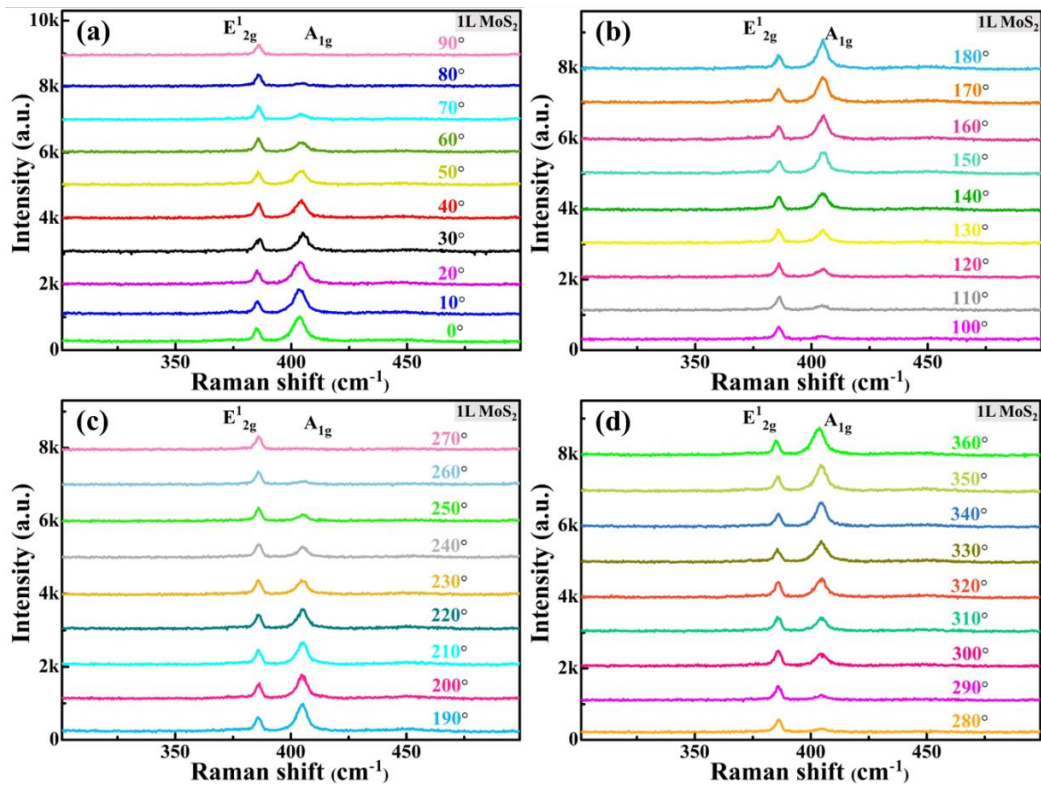 (a) E¹₂g A₁g 1L MoS₂
10k
8k
6k
4k
2k
0
90°
80°
70°
60°
50°
40°
30°
20°
10°
0°
350 400 450
Intensity (a.u.)
Raman shift (cm⁻¹)
(b) E¹₂g A₁g 1L MoS₂
8k
6k
4k
2k
0
180°
170°
160°
150°
140°
130°
120°
110°
100°
350 400 450
Intensity (a.u.)
Raman shift (cm⁻¹)
(c) E¹₂g A₁g 1L MoS₂
8k
6k
4k
2k
0
270°
260°
250°
240°
230°
220°
210°
200°
190°
350 400 450
Intensity (a.u.)
Raman shift (cm⁻¹)
(d) E¹₂g A₁g 1L MoS₂
8k
6k
4k
2k
0
360°
350°
340°
330°
320°
310°
300°
290°
280°
350 400 450
Intensity (a.u.)
Raman shift (cm⁻¹)